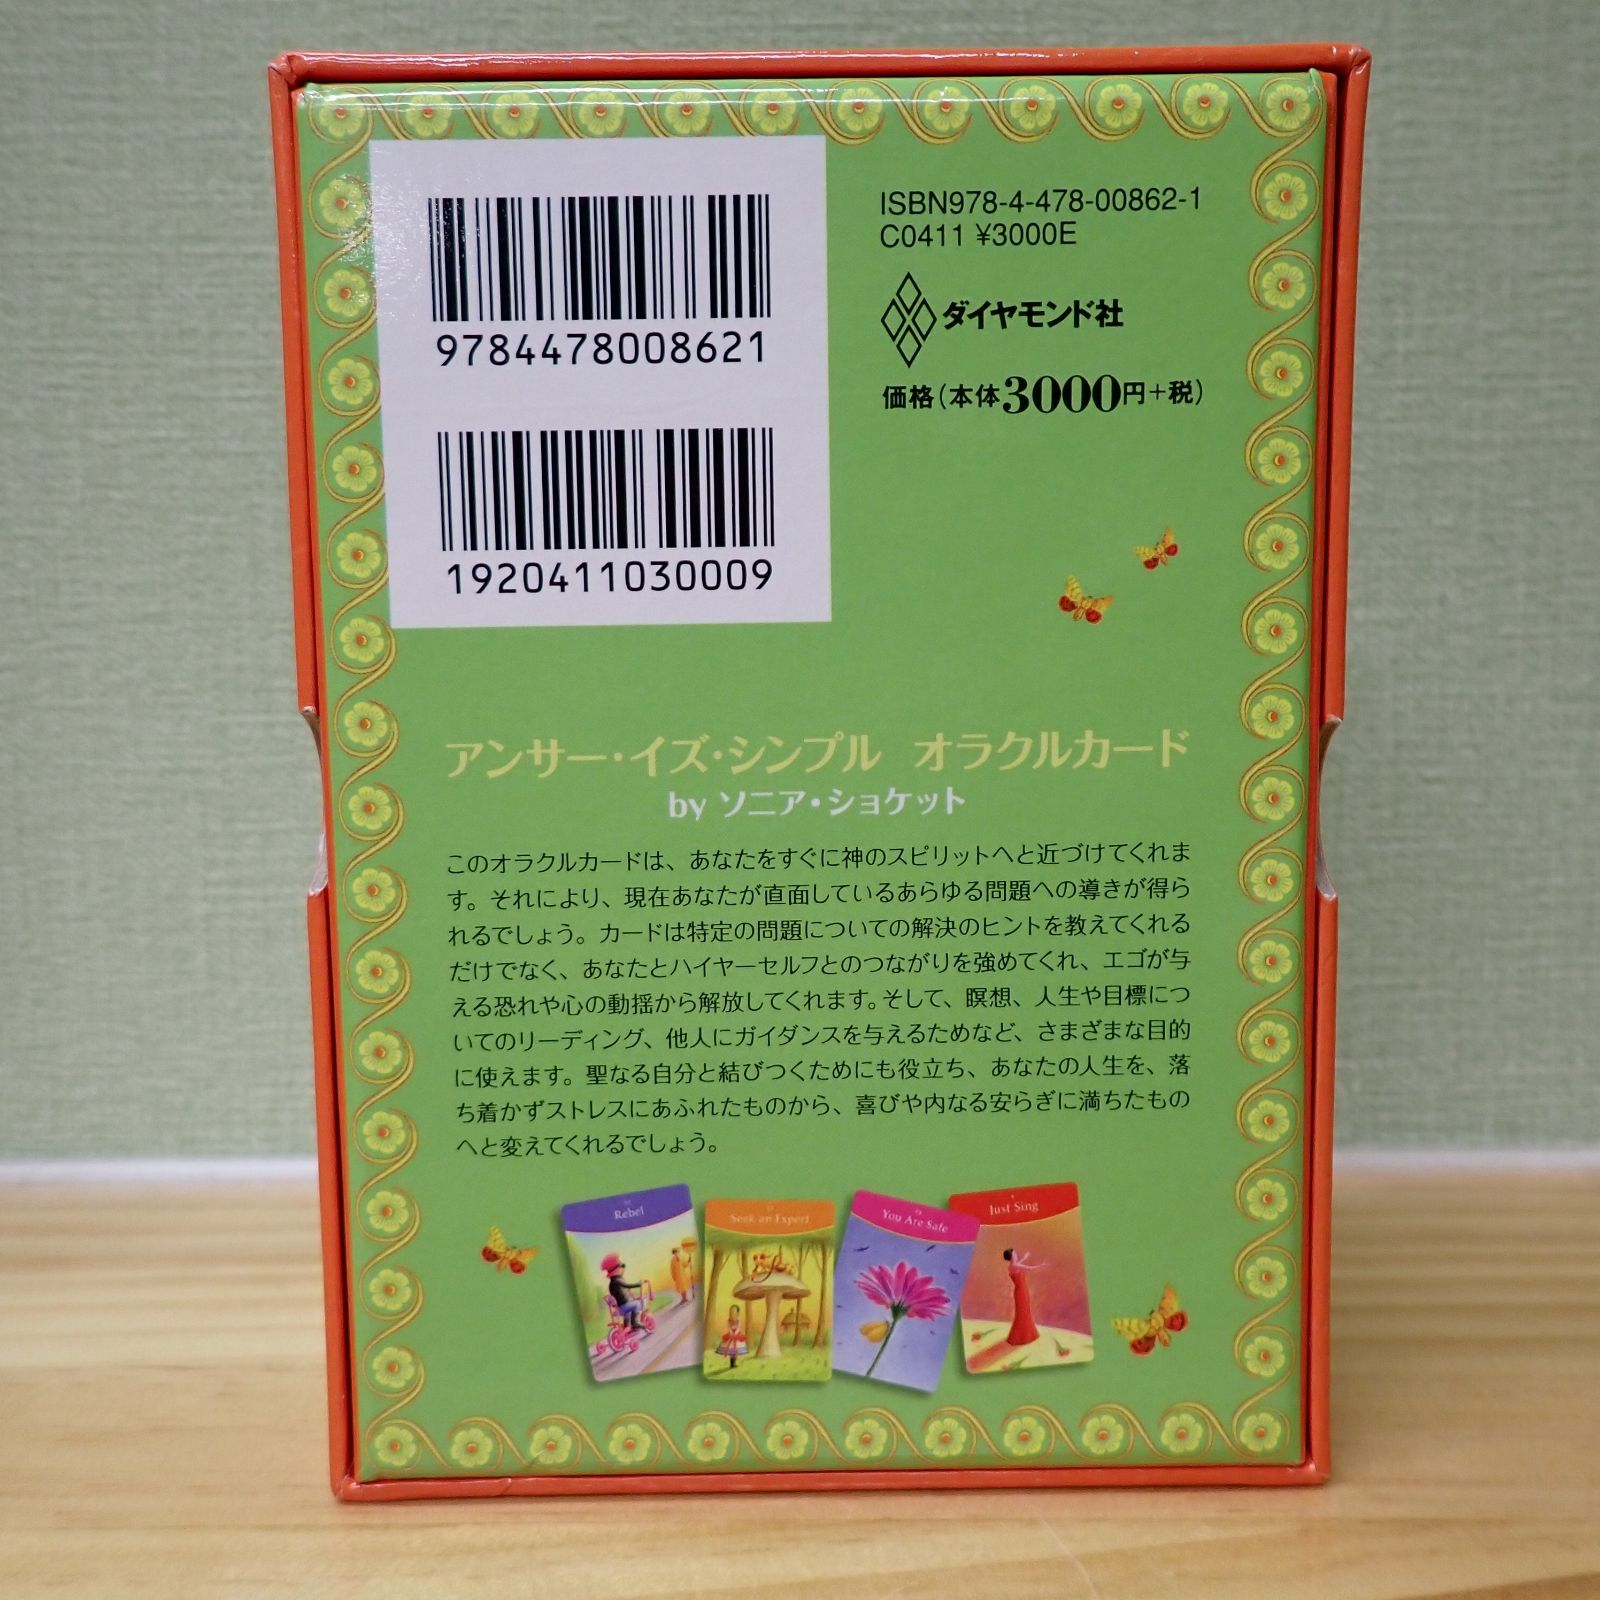 9784478008621
1920411030009
ISBN978-4-478-00862-1
C0411 ¥3000E
ダイヤモンド社
価格(本体3000円+税)
アンサー・イズ・シンプル オラクルカード
by ソニア・ショケット
このオラクルカードは、あなたをすぐに神のスピリットへと近づけてくれま
す。それにより、現在あなたが直面しているあらゆる問題への導きが得ら
れるでしょう。カードは特定の問題についての解決のヒントを教えてくれる
だけでなく、あなたとハイヤーセルフとのつながりを強めてくれ、エゴが与
える恐れや心の動揺から解放してくれます。そして、瞑想、人生や目標につ
いてのリーディング、他人にガイダンスを与えるためなど、さまざまな目的
に使えます。聖なる自分と結びつくためにも役立ち、あなたの人生を、落
ち着かずストレスにあふれたものから、喜びや内なる安らぎに満ちたもの
へと変えてくれるでしょう。
Rebel
Seek an Expert
You Are Safe
Just Sing